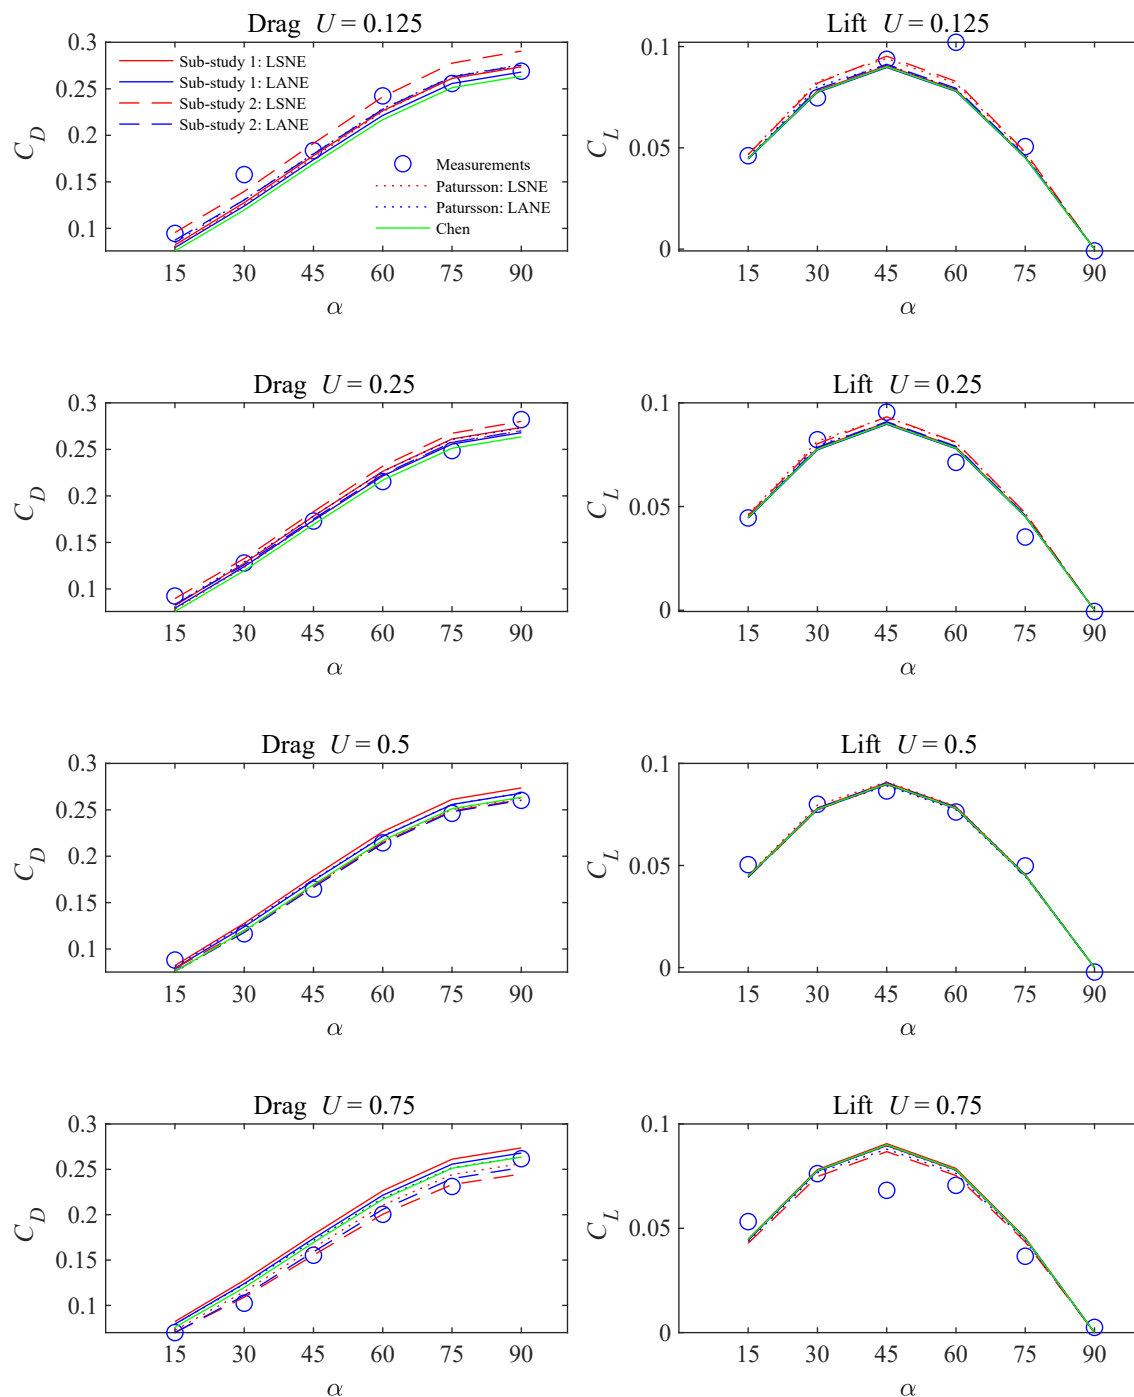 Drag U = 0.125
0.3
0.25
0.2
0.15
0.1
C_D
Sub-study 1: LSNE
Sub-study 1: LANE
Sub-study 2: LSNE
Sub-study 2: LANE
Measurements
Patursson: LSNE
Patursson: LANE
Chen
15 30 45 60 75 90
α
Lift U = 0.125
0.1
0.05
0
C_L
15 30 45 60 75 90
α
Drag U = 0.25
0.3
0.25
0.2
0.15
0.1
C_D
15 30 45 60 75 90
α
Lift U = 0.25
0.1
0.05
0
C_L
15 30 45 60 75 90
α
Drag U = 0.5
0.3
0.25
0.2
0.15
0.1
C_D
15 30 45 60 75 90
α
Lift U = 0.5
0.1
0.05
0
C_L
15 30 45 60 75 90
α
Drag U = 0.75
0.3
0.25
0.2
0.15
0.1
C_D
15 30 45 60 75 90
α
Lift U = 0.75
0.1
0.05
0
C_L
15 30 45 60 75 90
α